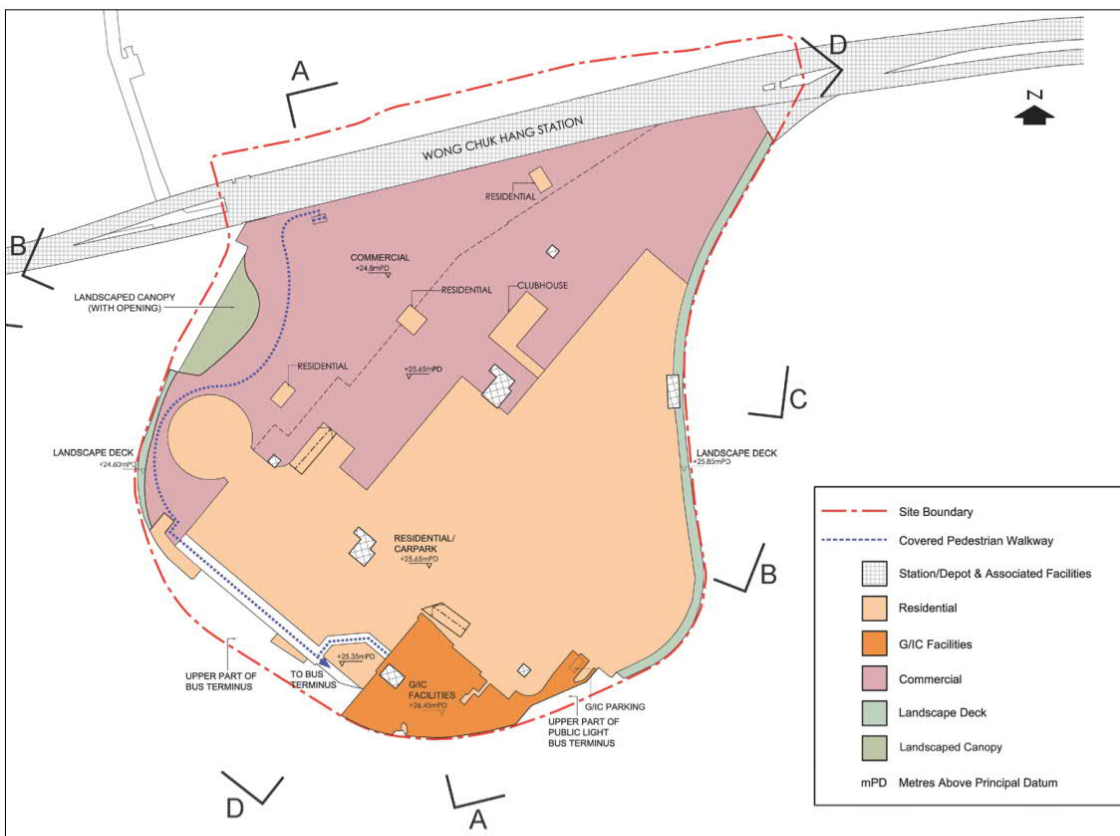 A
D
N
WONG CHUK HANG STATION
RESIDENTIAL
B
COMMERCIAL
+24.8mPD
LANDSCAPED CANOPY
(WITH OPENING)
RESIDENTIAL
CLUBHOUSE
RESIDENTIAL
+25.65mPD
C
LANDSCAPE DECK
+24.60mPD
LANDSCAPE DECK
+25.85mPD
RESIDENTIAL/
CARPARK
+25.65mPD
B
UPPER PART OF
BUS TERMINUS
TO BUS
TERMINUS
+25.35mPD
G/IC
FACILITIES
+26.45mPD
G/IC PARKING
UPPER PART OF
PUBLIC LIGHT
BUS TERMINUS
D
A
Site Boundary
Covered Pedestrian Walkway
Station/Depot & Associated Facilities
Residential
G/IC Facilities
Commercial
Landscape Deck
Landscaped Canopy
mPD Metres Above Principal Datum